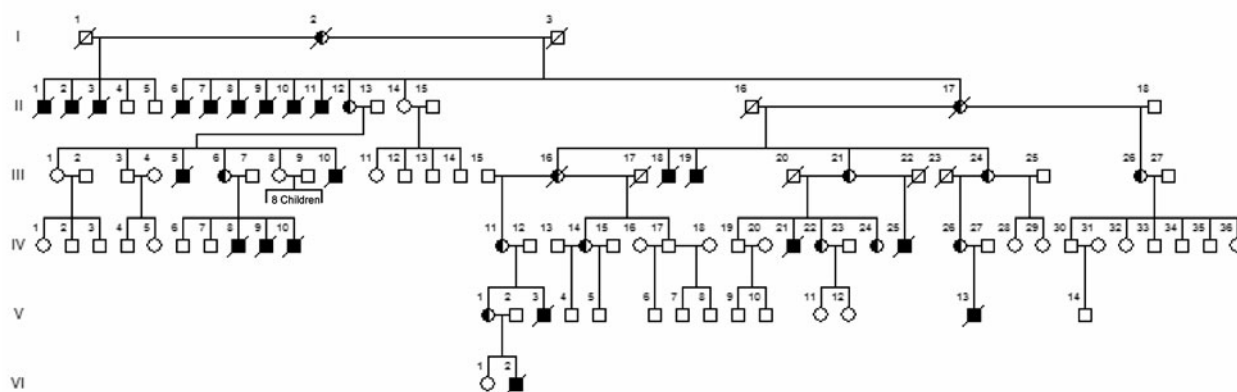 1 2 3
I
1 2 3 4 5 6 7 8 9 10 11 12 13 14 15 16 17 18
II
1 2 3 4 5 6 7 8 9 10 11 12 13 14 15 16 17 18 19 20 21 22 23 24 25 26 27
III
8 Children
1 2 3 4 5 6 7 8 9 10 11 12 13 14 15 16 17 18 19 20 21 22 23 24 25 26 27 28 29 30 31 32 33 34 35 36
IV
1 2 3 4 5 6 7 8 9 10 11 12 13 14
V
1 2
VI